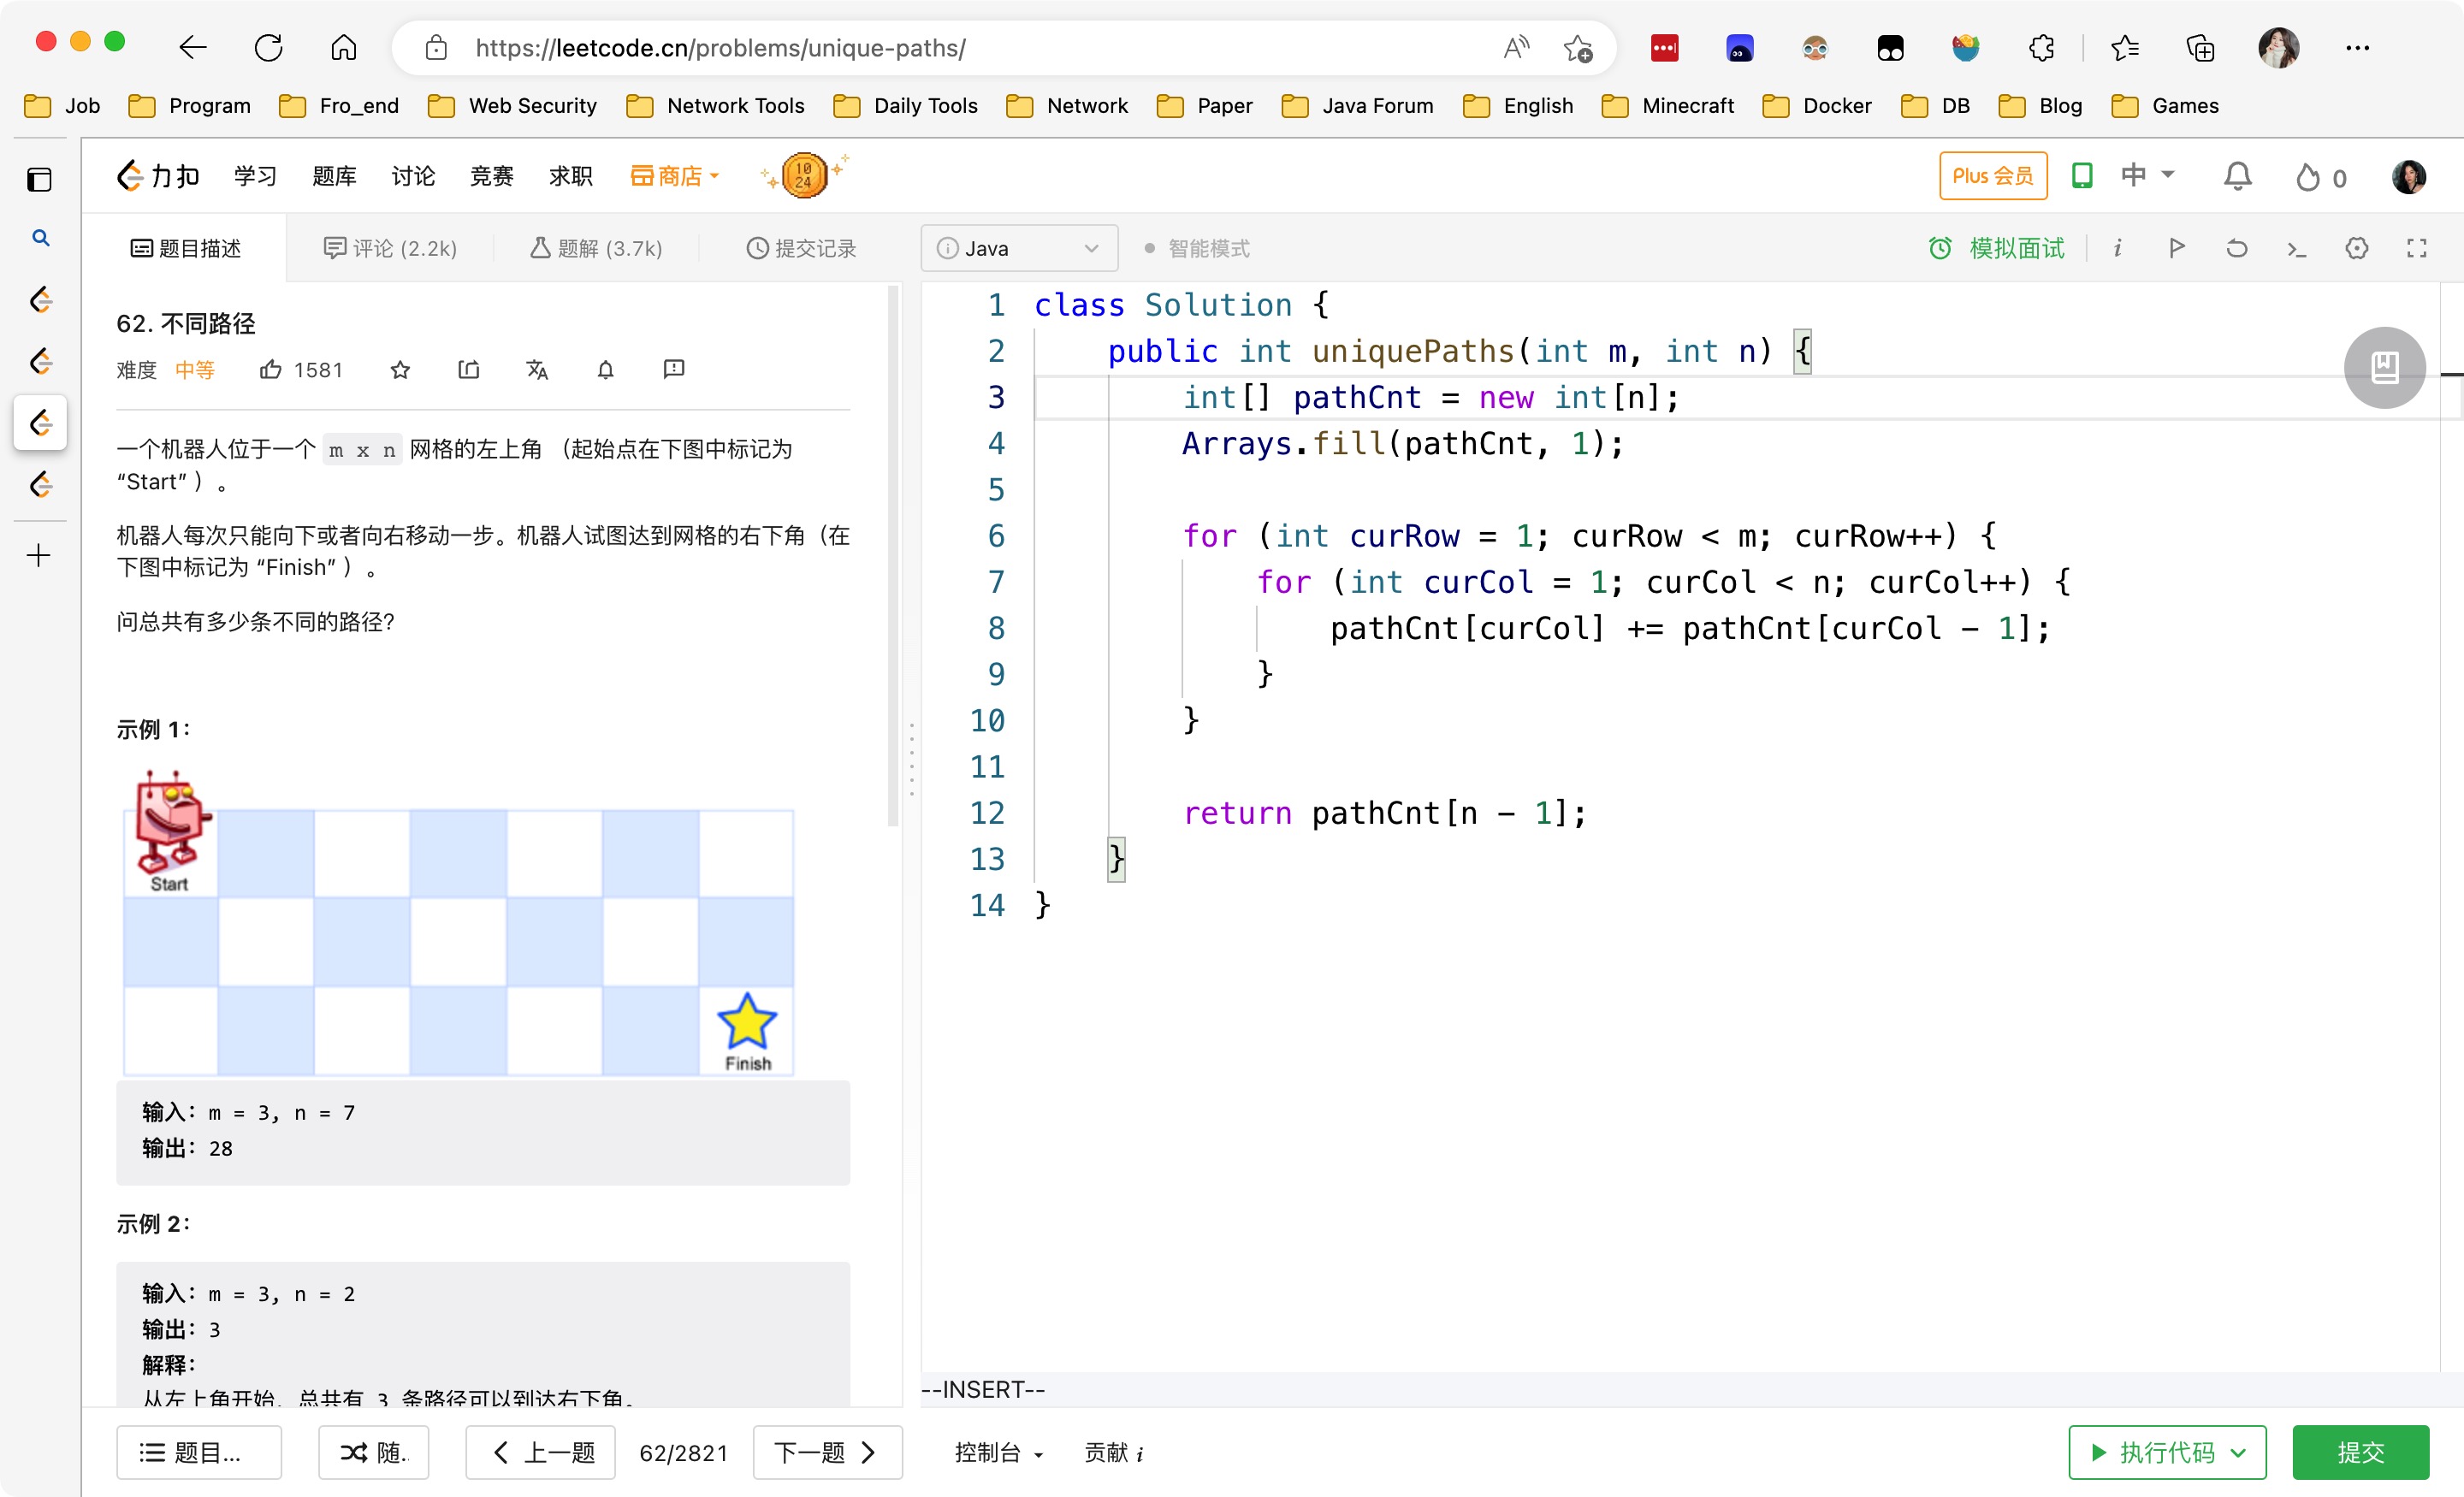 https://leetcode.cn/problems/unique-paths/
Job Program Fro_end Web Security Network Tools Daily Tools Network Paper Java Forum English Minecraft Docker DB Blog Games
力扣 学习 题库 讨论 竞赛 求职 商店 10 24 Plus 会员 中 0
题目描述 评论 (2.2k) 题解 (3.7k) 提交记录
Java 智能模式 模拟面试
62. 不同路径
难度 中等 1581
一个机器人位于一个 m x n 网格的左上角 （起始点在下图中标记为
“Start” ）。
机器人每次只能向下或者向右移动一步。机器人试图达到网格的右下角（在
下图中标记为 “Finish” ）。
问总共有多少条不同的路径？
示例 1：
Start
Finish
输入：m = 3, n = 7
输出：28
示例 2：
输入：m = 3, n = 2
输出：3
解释：
从左上角开始，总共有 3 条路径可以到达右下角。
1 class Solution {
2 public int uniquePaths(int m, int n) {
3 int[] pathCnt = new int[n];
4 Arrays.fill(pathCnt, 1);
5
6 for (int curRow = 1; curRow < m; curRow++) {
7 for (int curCol = 1; curCol < n; curCol++) {
8 pathCnt[curCol] += pathCnt[curCol - 1];
9 }
10 }
11
12 return pathCnt[n - 1];
13 }
14 }
--INSERT--
题目... 随.. 上一题 62/2821 下一题 控制台 贡献 i 执行代码 提交